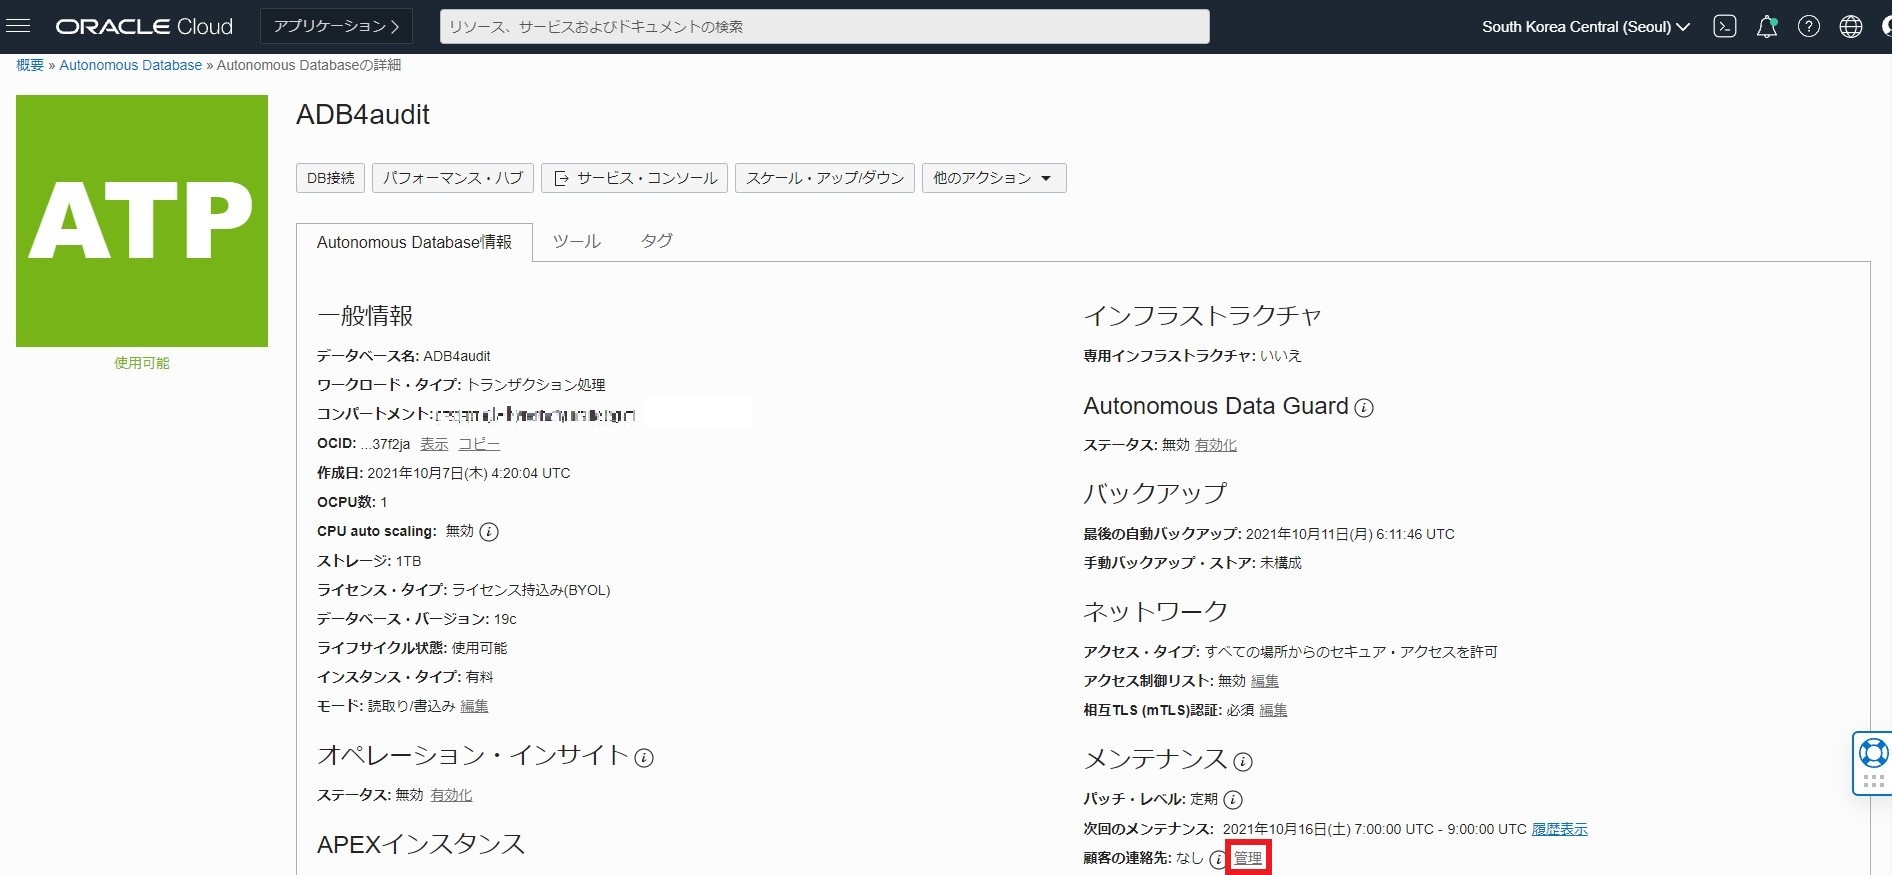 ORACLE Cloud
アプリケーション
リソース、サービスおよびドキュメントの検索
South Korea Central (Seoul)
概要 » Autonomous Database » Autonomous Databaseの詳細
ATP
使用可能
ADB4audit
DB接続
パフォーマンス・ハブ
サービス・コンソール
スケール・アップ/ダウン
他のアクション
Autonomous Database情報
ツール
タグ
一般情報
データベース名: ADB4audit
ワークロード・タイプ: トランザクション処理
コンパートメント:
OCID: ...37f2ja 表示 コピー
作成日: 2021年10月7日(木) 4:20:04 UTC
OCPU数: 1
CPU auto scaling: 無効
ストレージ: 1TB
ライセンス・タイプ: ライセンス持込み(BYOL)
データベース・バージョン: 19c
ライフサイクル状態: 使用可能
インスタンス・タイプ: 有料
モード: 読取り/書込み 編集
オペレーション・インサイト
ステータス: 無効 有効化
APEXインスタンス
インフラストラクチャ
専用インフラストラクチャ: いいえ
Autonomous Data Guard
ステータス: 無効 有効化
バックアップ
最後の自動バックアップ: 2021年10月11日(月) 6:11:46 UTC
手動バックアップ・ストア: 未構成
ネットワーク
アクセス・タイプ: すべての場所からのセキュア・アクセスを許可
アクセス制御リスト: 無効 編集
相互TLS (mTLS)認証: 必須 編集
メンテナンス
パッチ・レベル: 定期
次回のメンテナンス: 2021年10月16日(土) 7:00:00 UTC - 9:00:00 UTC 履歴表示
顧客の連絡先: なし 管理